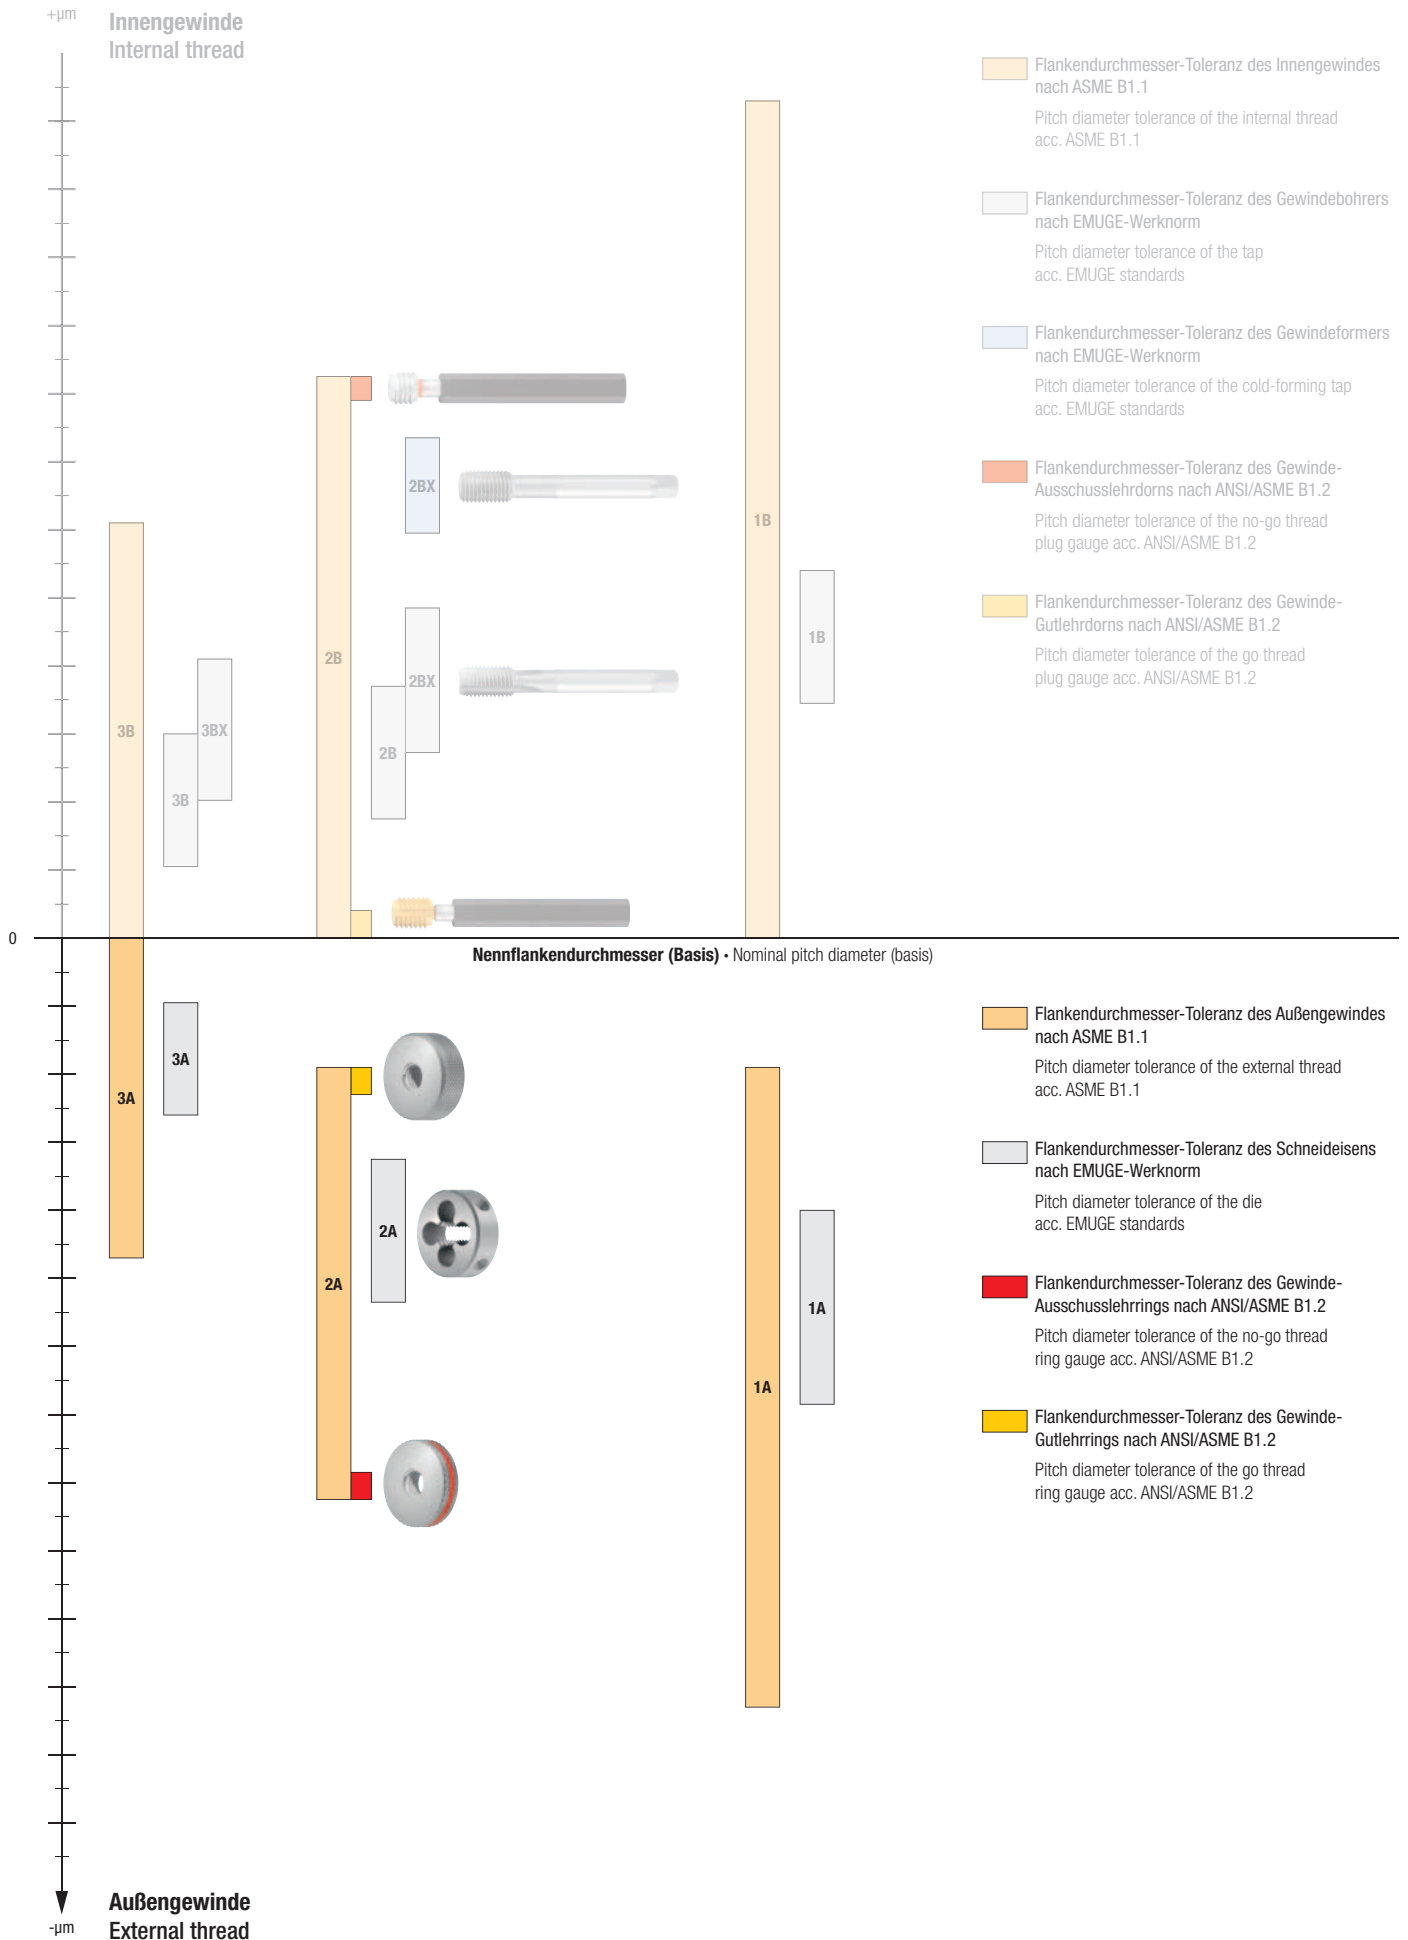 +µm
Innengewinde
Internal thread
Flankendurchmesser-Toleranz des Innengewindes
nach ASME B1.1
Pitch diameter tolerance of the internal thread
acc. ASME B1.1
Flankendurchmesser-Toleranz des Gewindebohrers
nach EMUGE-Werknorm
Pitch diameter tolerance of the tap
acc. EMUGE standards
Flankendurchmesser-Toleranz des Gewindeformers
nach EMUGE-Werknorm
Pitch diameter tolerance of the cold-forming tap
acc. EMUGE standards
Flankendurchmesser-Toleranz des Gewinde-
Ausschusslehrdorns nach ANSI/ASME B1.2
Pitch diameter tolerance of the no-go thread
plug gauge acc. ANSI/ASME B1.2
Flankendurchmesser-Toleranz des Gewinde-
Gutlehrdorns nach ANSI/ASME B1.2
Pitch diameter tolerance of the go thread
plug gauge acc. ANSI/ASME B1.2
2BX
1B
1B
2B
2BX
3B
3BX
2B
3B
0
Nennflankendurchmesser (Basis) • Nominal pitch diameter (basis)
3A
3A
2A
2A
1A
1A
Flankendurchmesser-Toleranz des Außengewindes
nach ASME B1.1
Pitch diameter tolerance of the external thread
acc. ASME B1.1
Flankendurchmesser-Toleranz des Schneideisens
nach EMUGE-Werknorm
Pitch diameter tolerance of the die
acc. EMUGE standards
Flankendurchmesser-Toleranz des Gewinde-
Ausschusslehrrings nach ANSI/ASME B1.2
Pitch diameter tolerance of the no-go thread
ring gauge acc. ANSI/ASME B1.2
Flankendurchmesser-Toleranz des Gewinde-
Gutlehrrings nach ANSI/ASME B1.2
Pitch diameter tolerance of the go thread
ring gauge acc. ANSI/ASME B1.2
-µm
Außengewinde
External thread